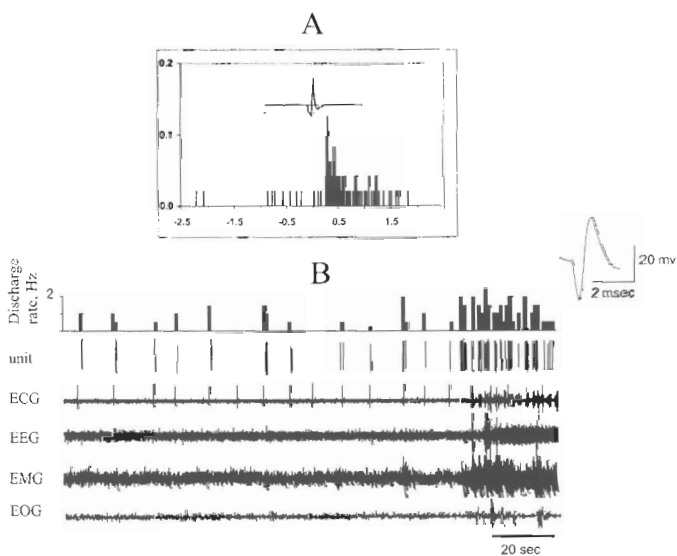 A
0.2
0.1
0.0
-2.5 -1.5 -0.5 0.5 1.5
20 mv
2 msec
B
Discharge
rate, Hz
2
unit
ECG
EEG
EMG
EOG
20 sec